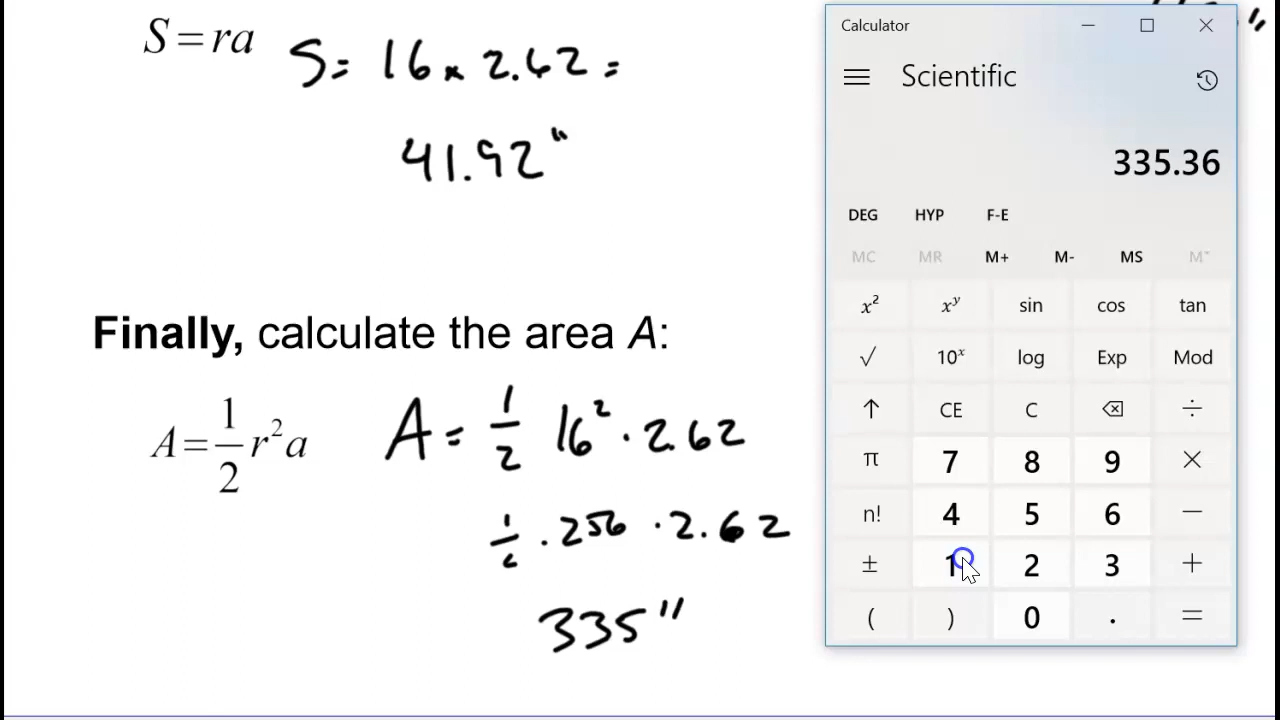 S=ra
S= 16 × 2.62 =
41.92"
Finally, calculate the area A:
A=1/2 r²a
A= 1/2 16² · 2.62
· 256 · 2.62
335"
Calculator
Scientific
335.36
DEG HYP F-E
MC MR M+ M- MS M˅
x² xʸ sin cos tan
√ 10ˣ log Exp Mod
↑ CE C ⌫ ÷
π 7 8 9 ×
n! 4 5 6 −
± 1 2 3 +
( ) 0 . =